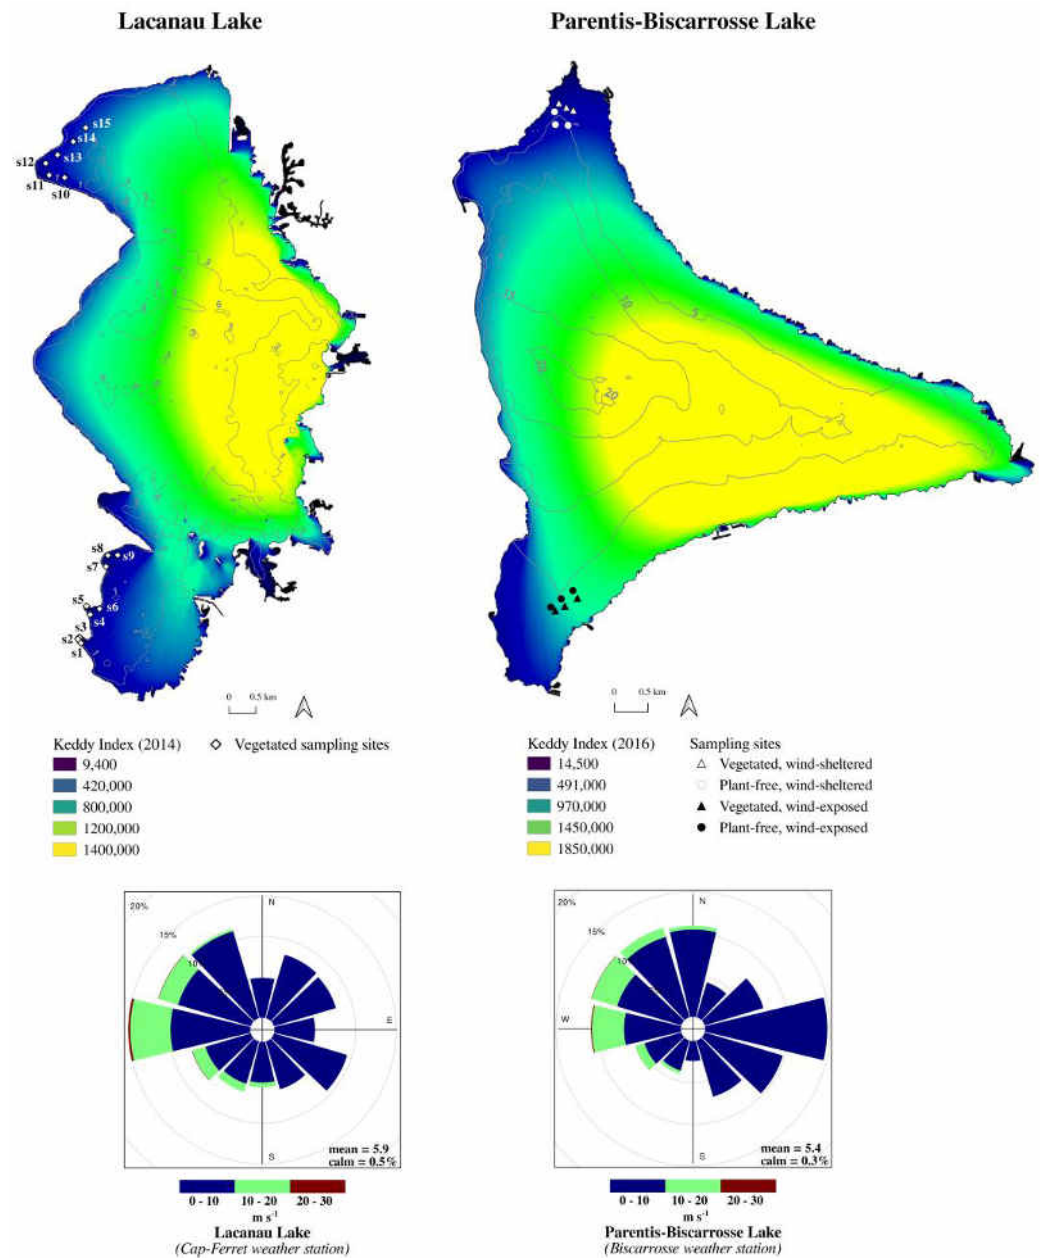 Lacanau Lake
Parentis-Biscarrosse Lake
s15
s14
s13
s12
s11
s10
s8
s9
s7
s5
s6
s4
s3
s2
s1
15
10
5
20
20
0 0.5 km
0 0.5 km
Keddy Index (2014)
9,400
420,000
800,000
1200,000
1400,000
Vegetated sampling sites
Keddy Index (2016)
14,500
491,000
970,000
1450,000
1850,000
Sampling sites
Vegetated, wind-sheltered
Plant-free, wind-sheltered
Vegetated, wind-exposed
Plant-free, wind-exposed
20%
15%
N
E
S
mean = 5.9
calm = 0.5%
0 - 10 10 - 20 20 - 30
m s-1
Lacanau Lake
(Cap-Ferret weather station)
20%
15%
N
W
S
mean = 5.4
calm = 0.3%
0 - 10 10 - 20 20 - 30
m s-1
Parentis-Biscarrosse Lake
(Biscarrosse weather station)